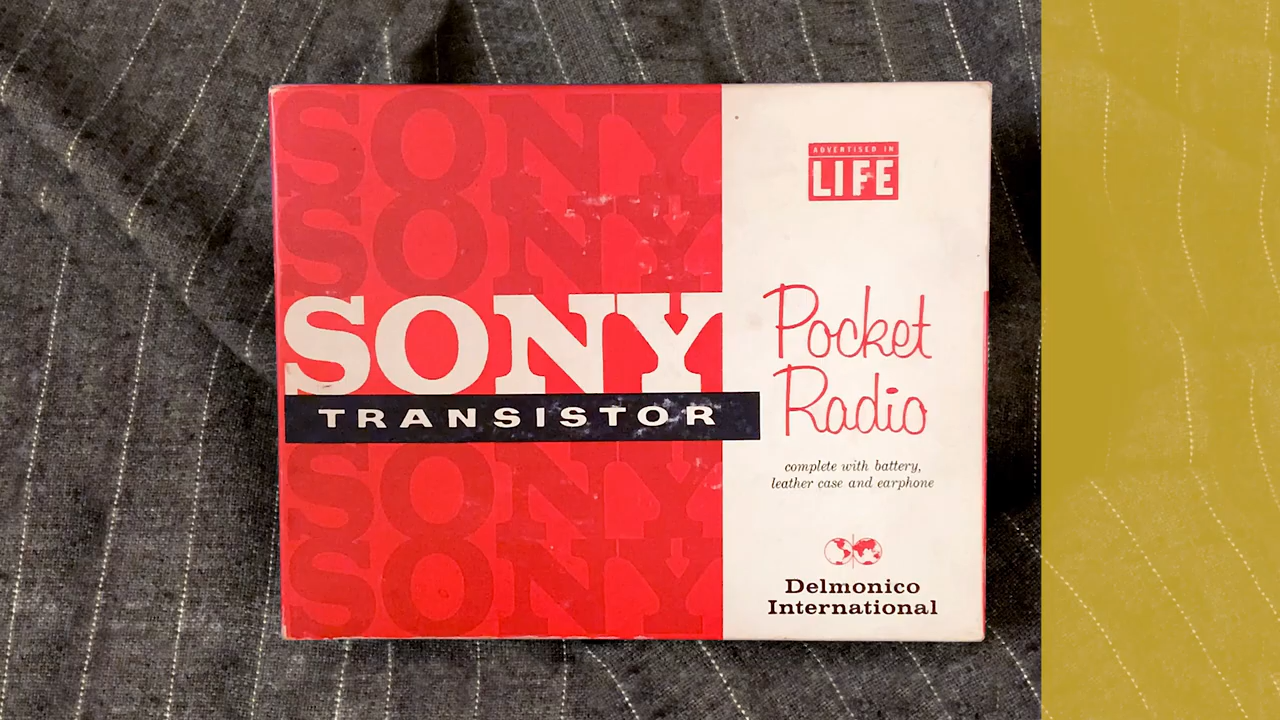 SONY
SONY
SONY
TRANSISTOR
SONY
SONY
ADVERTISED IN
LIFE
Pocket
Radio
complete with battery,
leather case and earphone
Delmonico
International